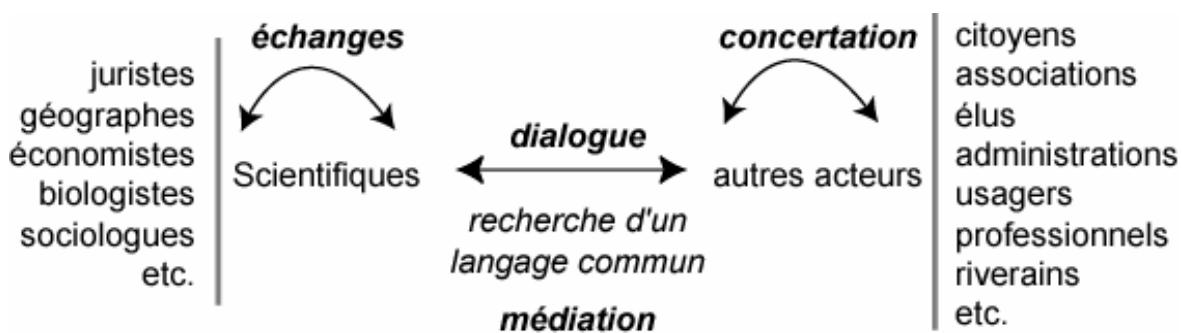 échanges
juristes
géographes
économistes
biologistes
sociologues
etc.
Scientifiques
dialogue
recherche d'un
langage commun
médiation
concertation
autres acteurs
citoyens
associations
élus
administrations
usagers
professionnels
riverains
etc.